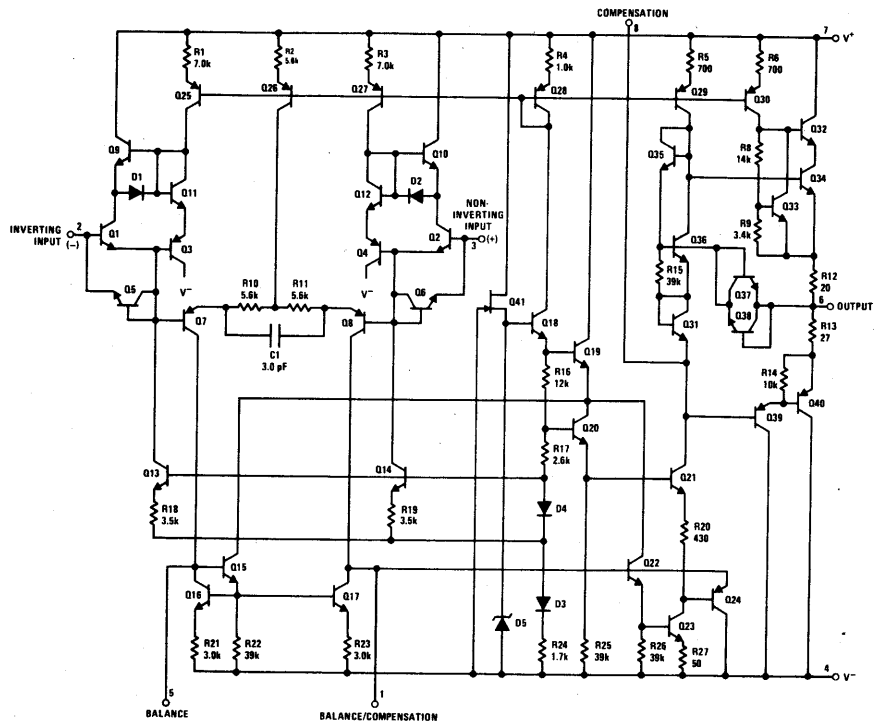 COMPENSATION
8
7
V+
R1
7.0k
R2
5.6k
R3
7.0k
R4
1.0k
R5
700
R6
700
Q25
Q26
Q27
Q28
Q29
Q30
Q32
Q9
Q10
Q35
R8
14k
Q34
D1
Q11
Q12
D2
Q33
NON-
INVERTING
INPUT
(+)
3
R9
3.4k
2
INVERTING
INPUT
(-)
Q1
Q3
Q4
Q2
Q36
R15
39k
V-
V-
R12
20
Q5
Q6
Q41
Q37
Q38
6
OUTPUT
R10
5.6k
R11
5.6k
Q7
Q8
Q18
Q31
R13
27
C1
3.0 pF
Q19
R16
12k
R14
10k
Q39
Q40
Q20
R17
2.6k
Q13
Q14
Q21
R18
3.5k
R19
3.5k
D4
R20
430
Q15
Q22
Q16
Q17
D3
Q24
D5
Q23
R21
3.0k
R22
39k
R23
3.0k
R24
1.7k
R25
39k
R26
39k
R27
50
4
V-
5
BALANCE
1
BALANCE/COMPENSATION